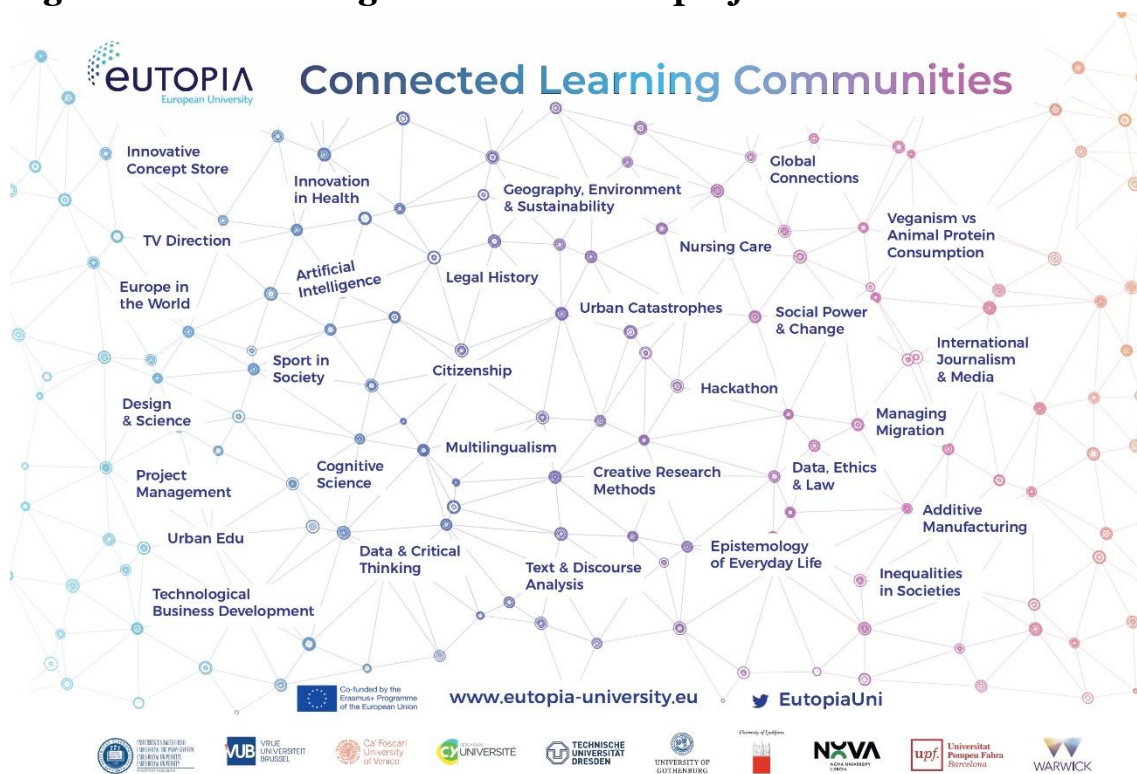 eUTOPIA
European University
Connected Learning Communities
Innovative
Concept Store
Innovation
in Health
Geography, Environment
& Sustainability
Global
Connections
TV Direction
Artificial
Intelligence
Legal History
Nursing Care
Veganism vs
Animal Protein
Consumption
Europe in
the World
Urban Catastrophes
Social Power
& Change
Sport in
Society
Citizenship
Hackathon
International
Journalism
& Media
Design
& Science
Multilingualism
Managing
Migration
Project
Management
Cognitive
Science
Creative Research
Methods
Data, Ethics
& Law
Urban Edu
Data & Critical
Thinking
Text & Discourse
Analysis
Epistemology
of Everyday Life
Additive
Manufacturing
Technological
Business Development
Inequalities
in Societies
Co-funded by the
Erasmus+ Programme
of the European Union
www.eutopia-university.eu
EutopiaUni
VUB
VRIJE
UNIVERSITEIT
BRUSSEL
Ca' Foscari
University
of Venice
CY UNIVERSITÉ
TECHNISCHE
UNIVERSITÄT
DRESDEN
UNIVERSITY OF
GOTHENBURG
University of Ljubljana
NOVA
NOVA UNIVERSITY
LISBON
upf.
Universitat
Pompeu Fabra
Barcelona
WARWICK